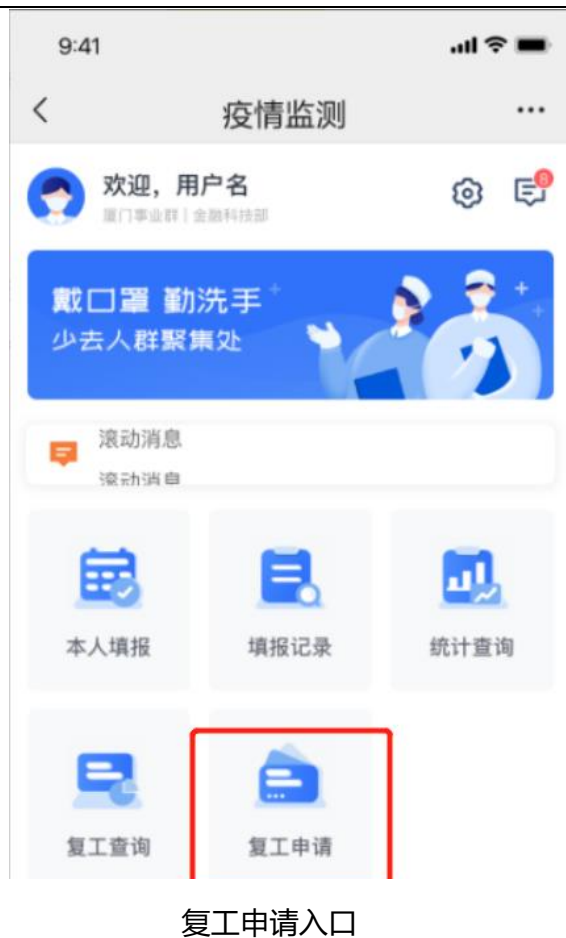 9:41
疫情监测
欢迎，用户名
厦门事业群 | 金融科技部
8
戴口罩 勤洗手
少去人群聚集处
滚动消息
滚动消息
本人填报
填报记录
统计查询
复工查询
复工申请
复工申请入口